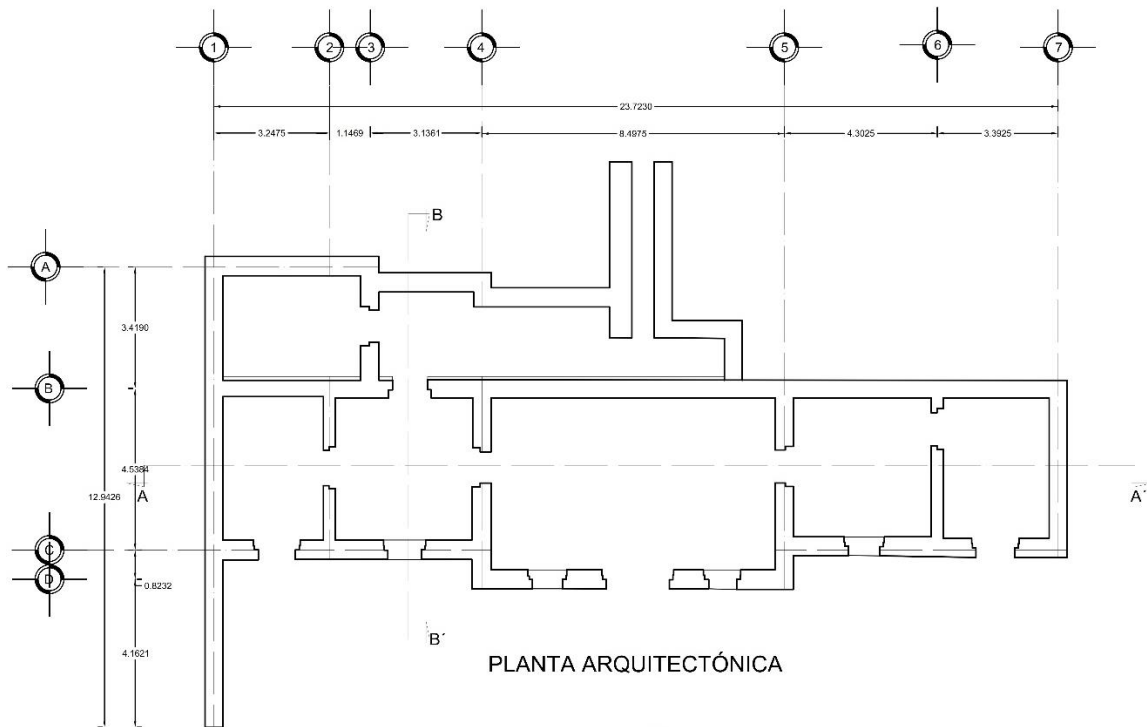 1 2 3 4 5 6 7
23.7230
3.2475 1.1469 3.1361 8.4975 4.3025 3.3925
B
A
3.4190
B
4.5384
12.9426
A A´
C
D
0.8232
B´
4.1621
PLANTA ARQUITECTÓNICA